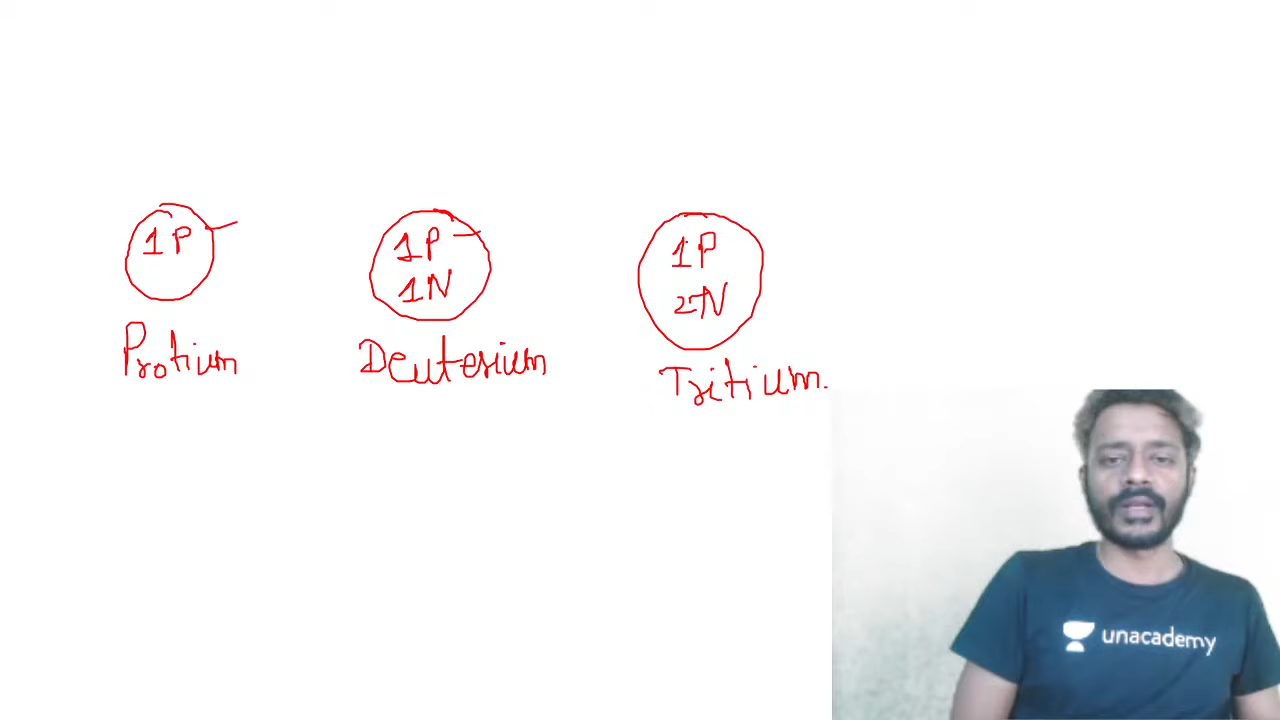 1P
Protium
1P
1N
Deuterium
1P
2N
Tritium.
unacademy